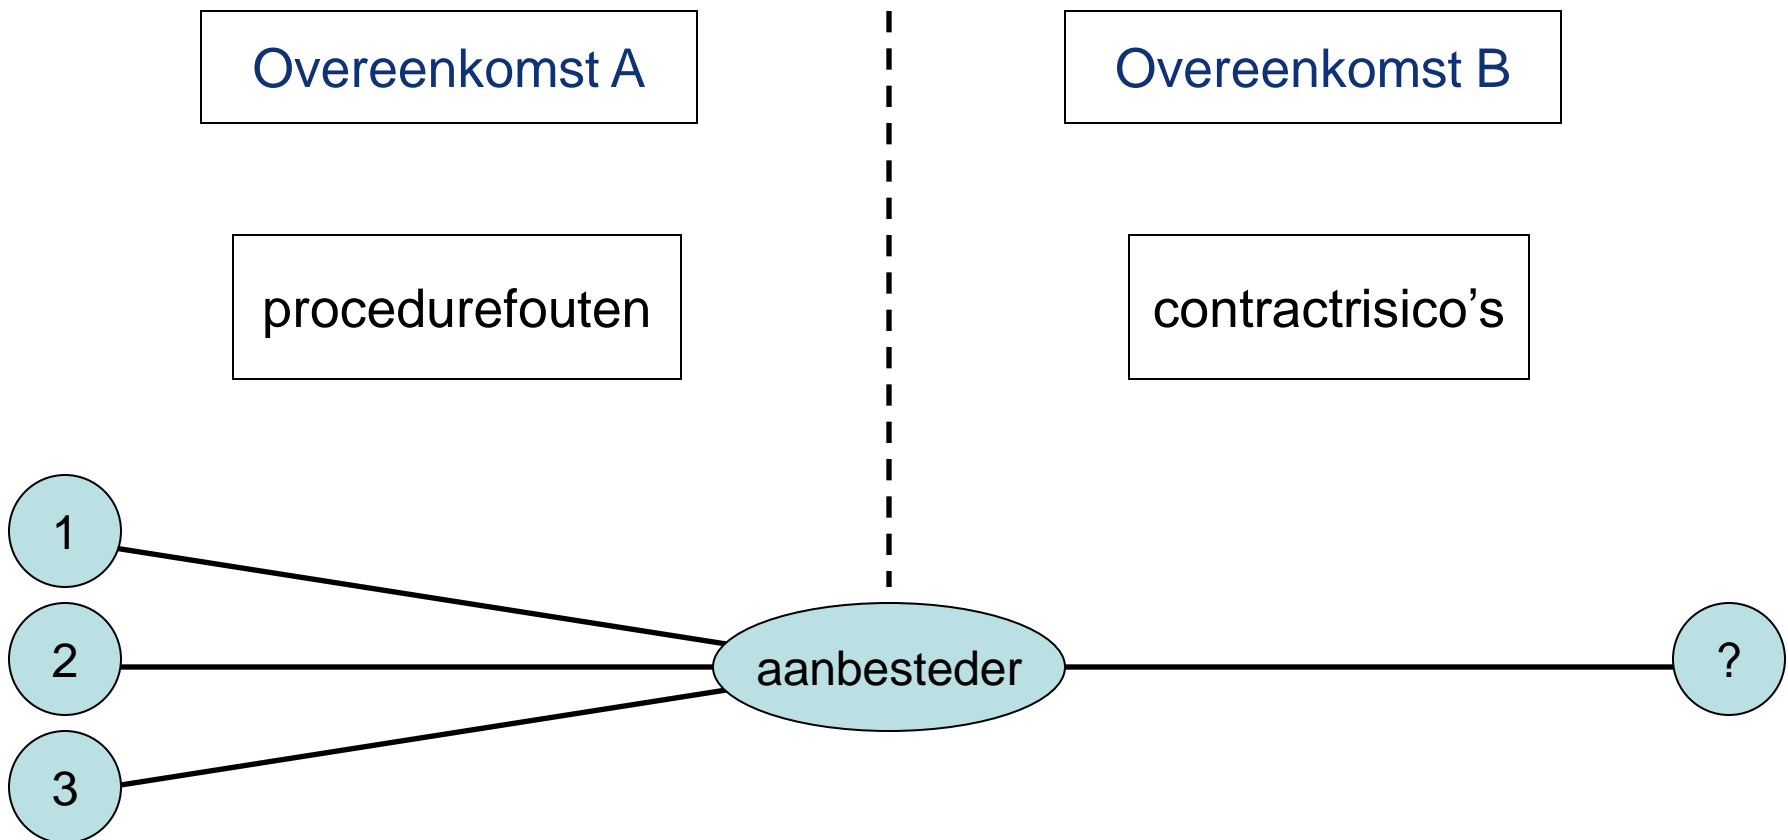 Overeenkomst A
Overeenkomst B
procedurefouten
contractrisico’s
1
2
3
aanbesteder
?